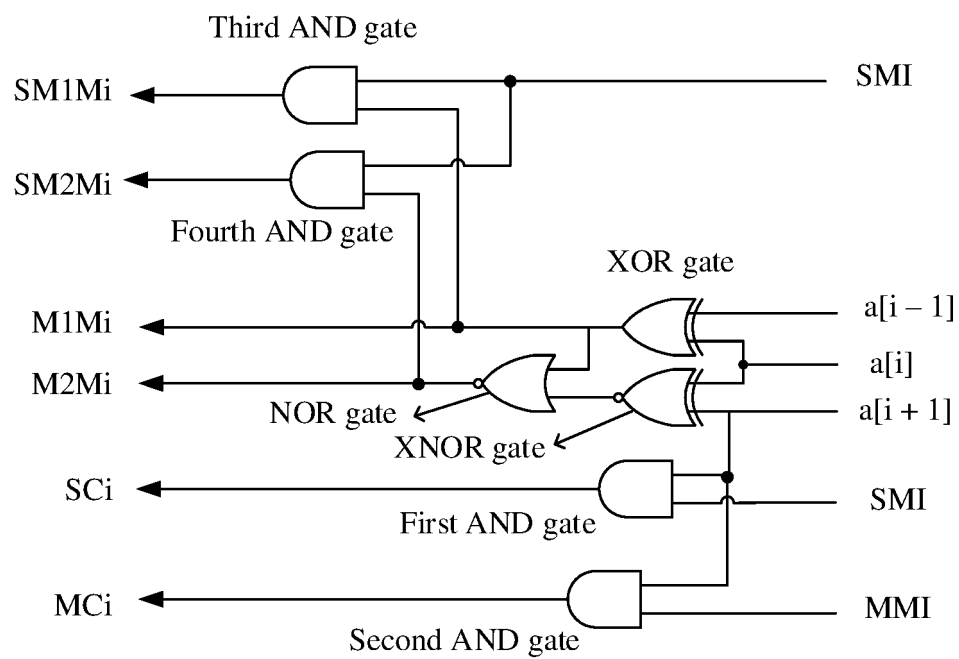 Third AND gate
SM1Mi
SMI
SM2Mi
Fourth AND gate
XOR gate
M1Mi
a[i – 1]
a[i]
M2Mi
NOR gate
a[i + 1]
XNOR gate
SCi
SMI
First AND gate
MCi
MMI
Second AND gate